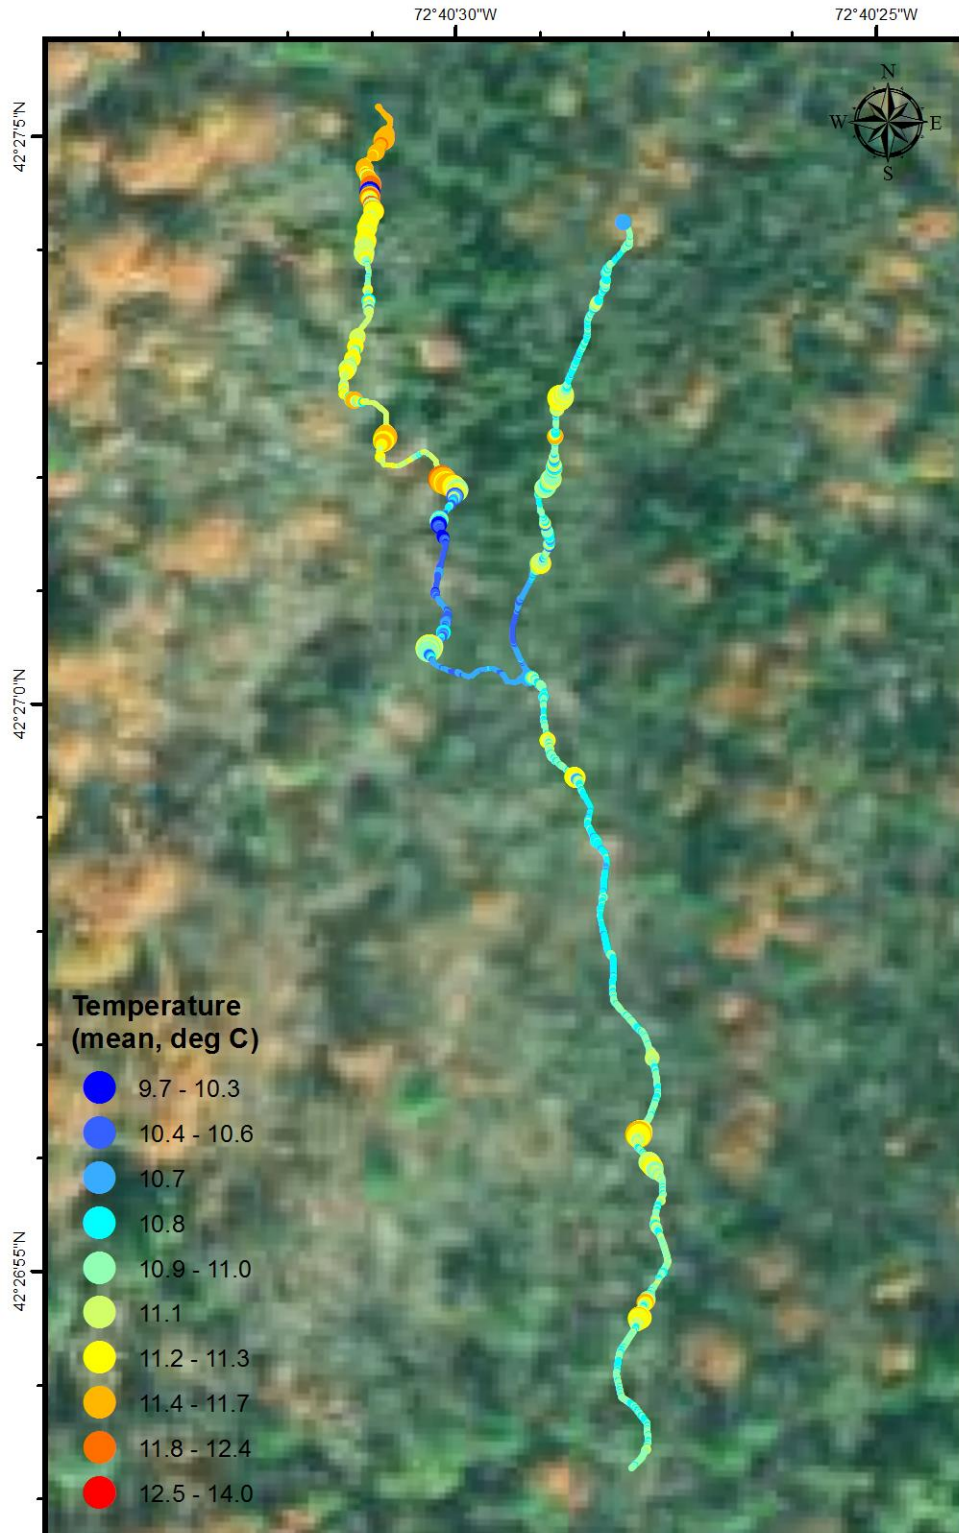 72°40'30"W
72°40'25"W
42°27'5"N
N
W
E
S
42°27'0"N
42°26'55"N
Temperature
(mean, deg C)
9.7 - 10.3
10.4 - 10.6
10.7
10.8
10.9 - 11.0
11.1
11.2 - 11.3
11.4 - 11.7
11.8 - 12.4
12.5 - 14.0